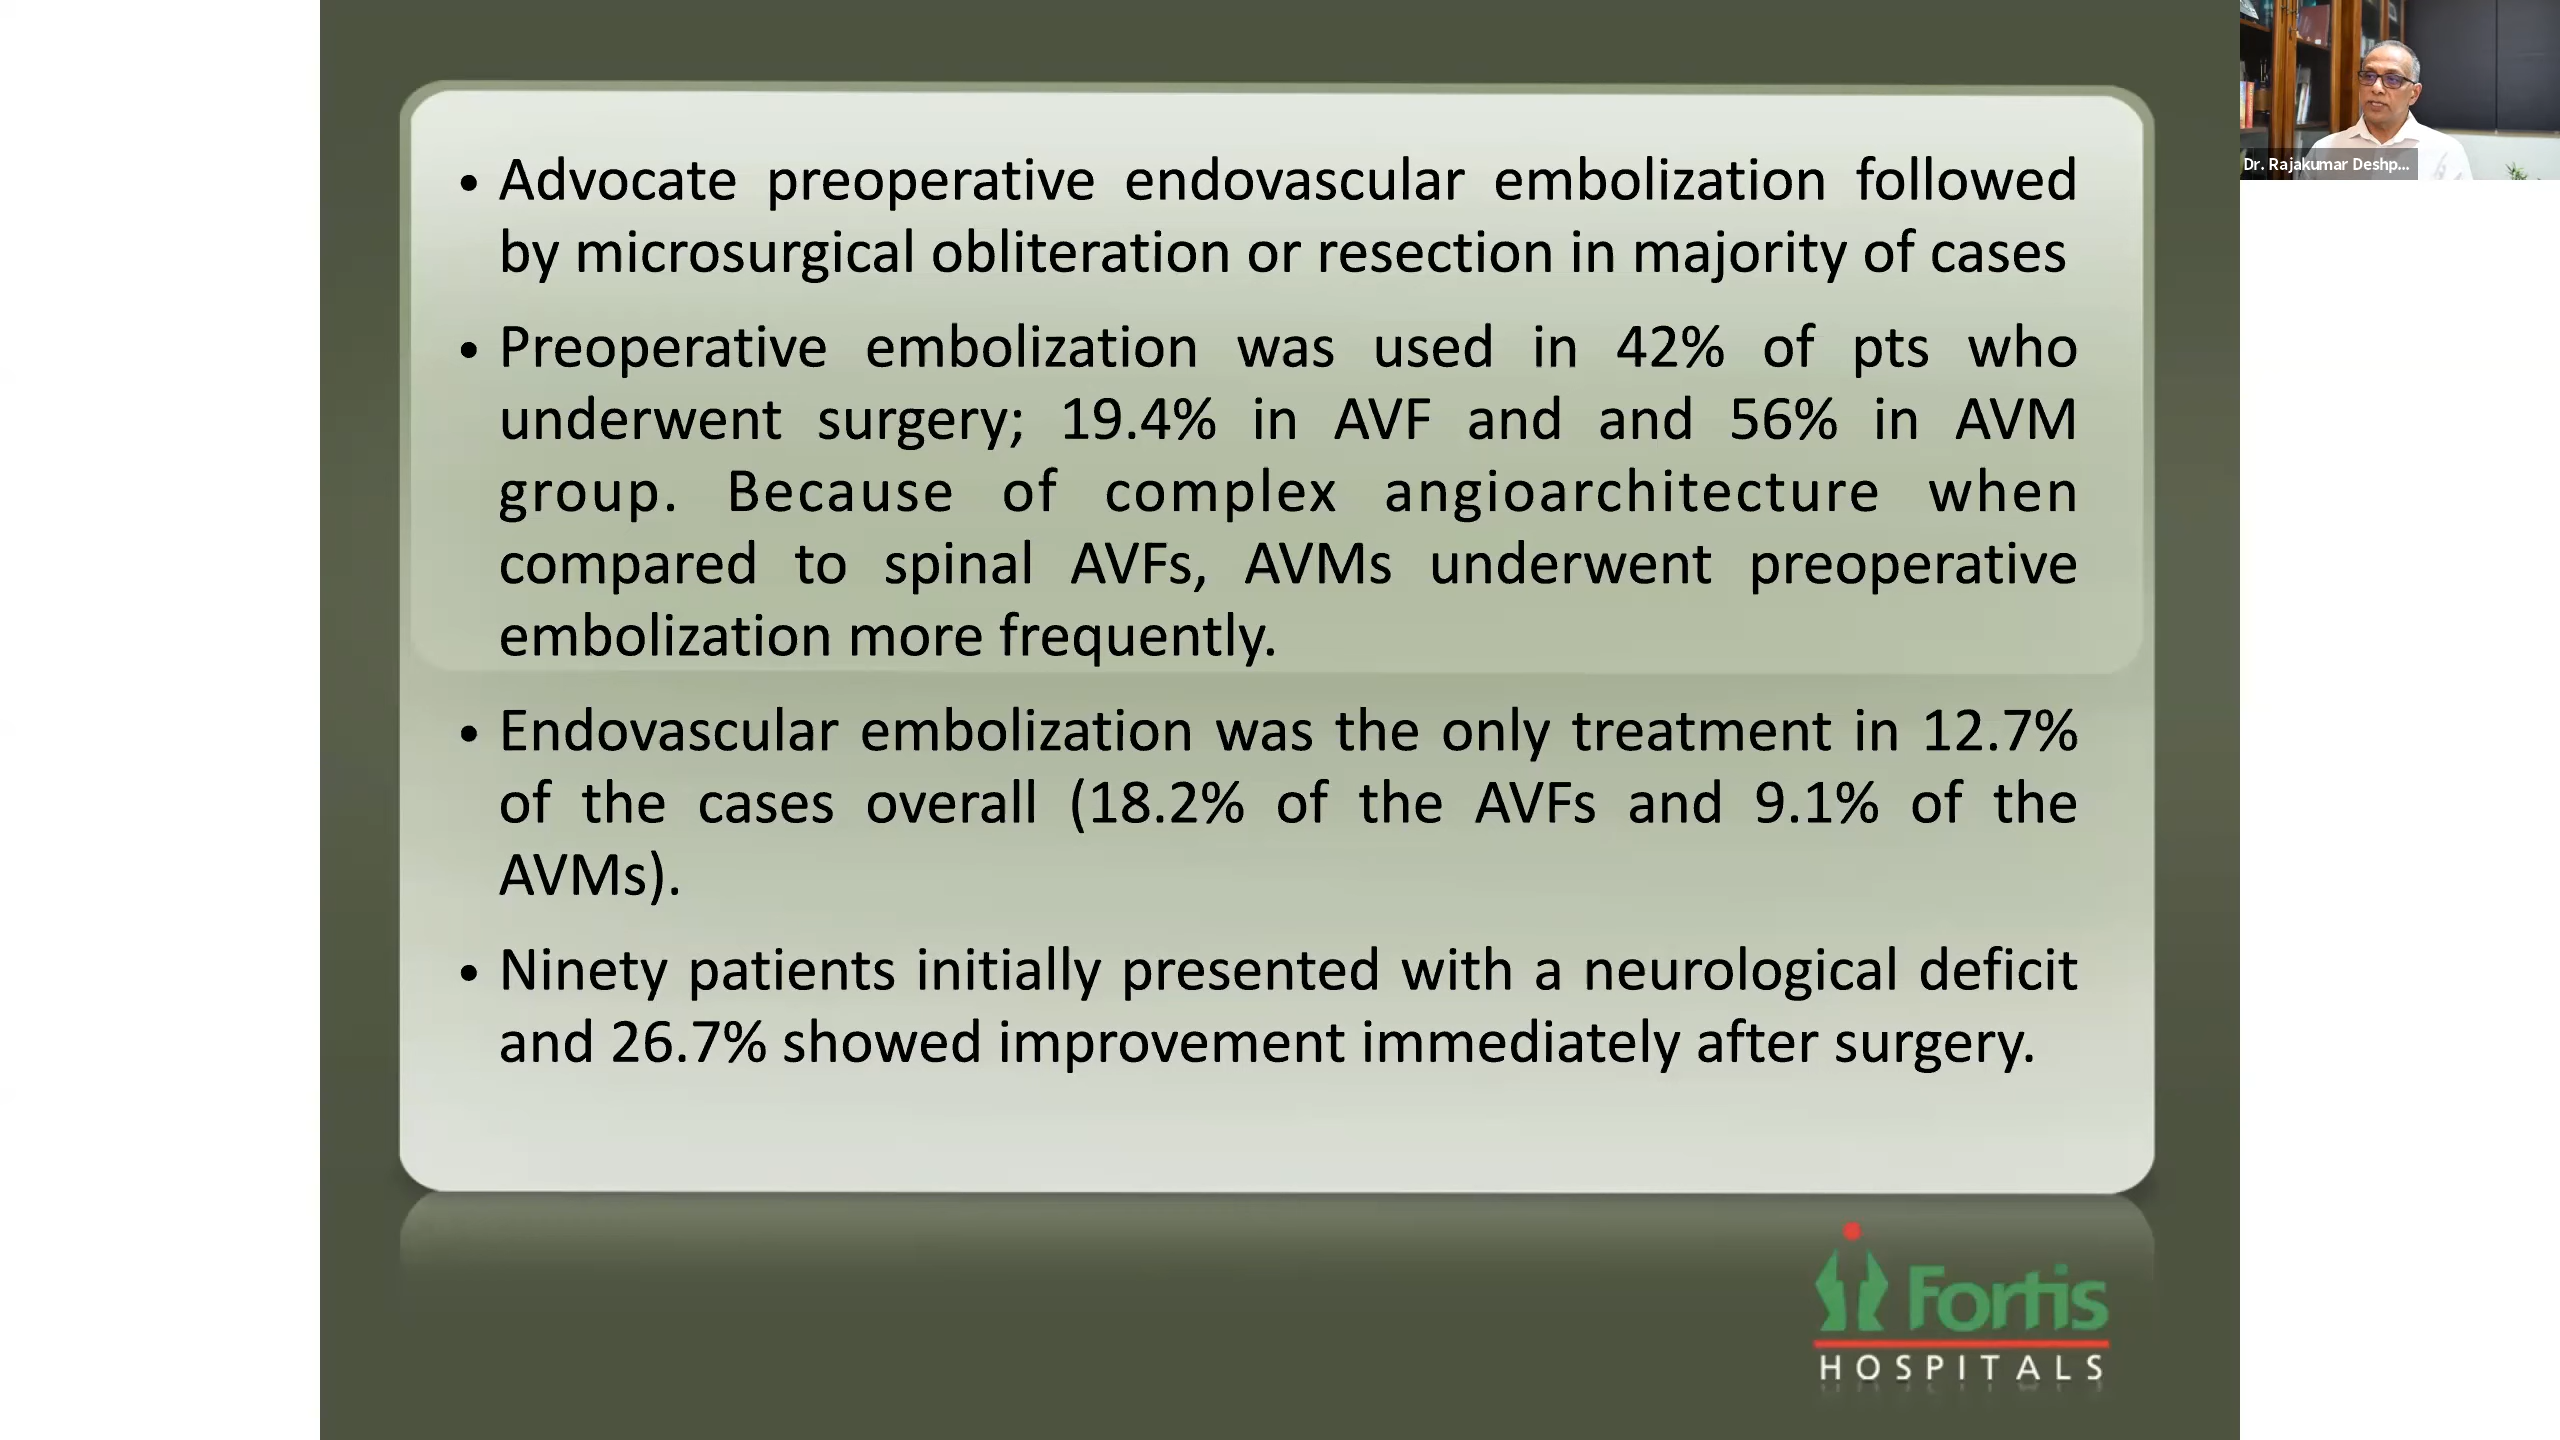 • Advocate preoperative endovascular embolization followed
by microsurgical obliteration or resection in majority of cases
• Preoperative embolization was used in 42% of pts who
underwent surgery; 19.4% in AVF and and 56% in AVM
group. Because of complex angioarchitecture when
compared to spinal AVFs, AVMs underwent preoperative
embolization more frequently.
• Endovascular embolization was the only treatment in 12.7%
of the cases overall (18.2% of the AVFs and 9.1% of the
AVMs).
• Ninety patients initially presented with a neurological deficit
and 26.7% showed improvement immediately after surgery.
Fortis
HOSPITALS
Dr. Rajakumar Deshp...